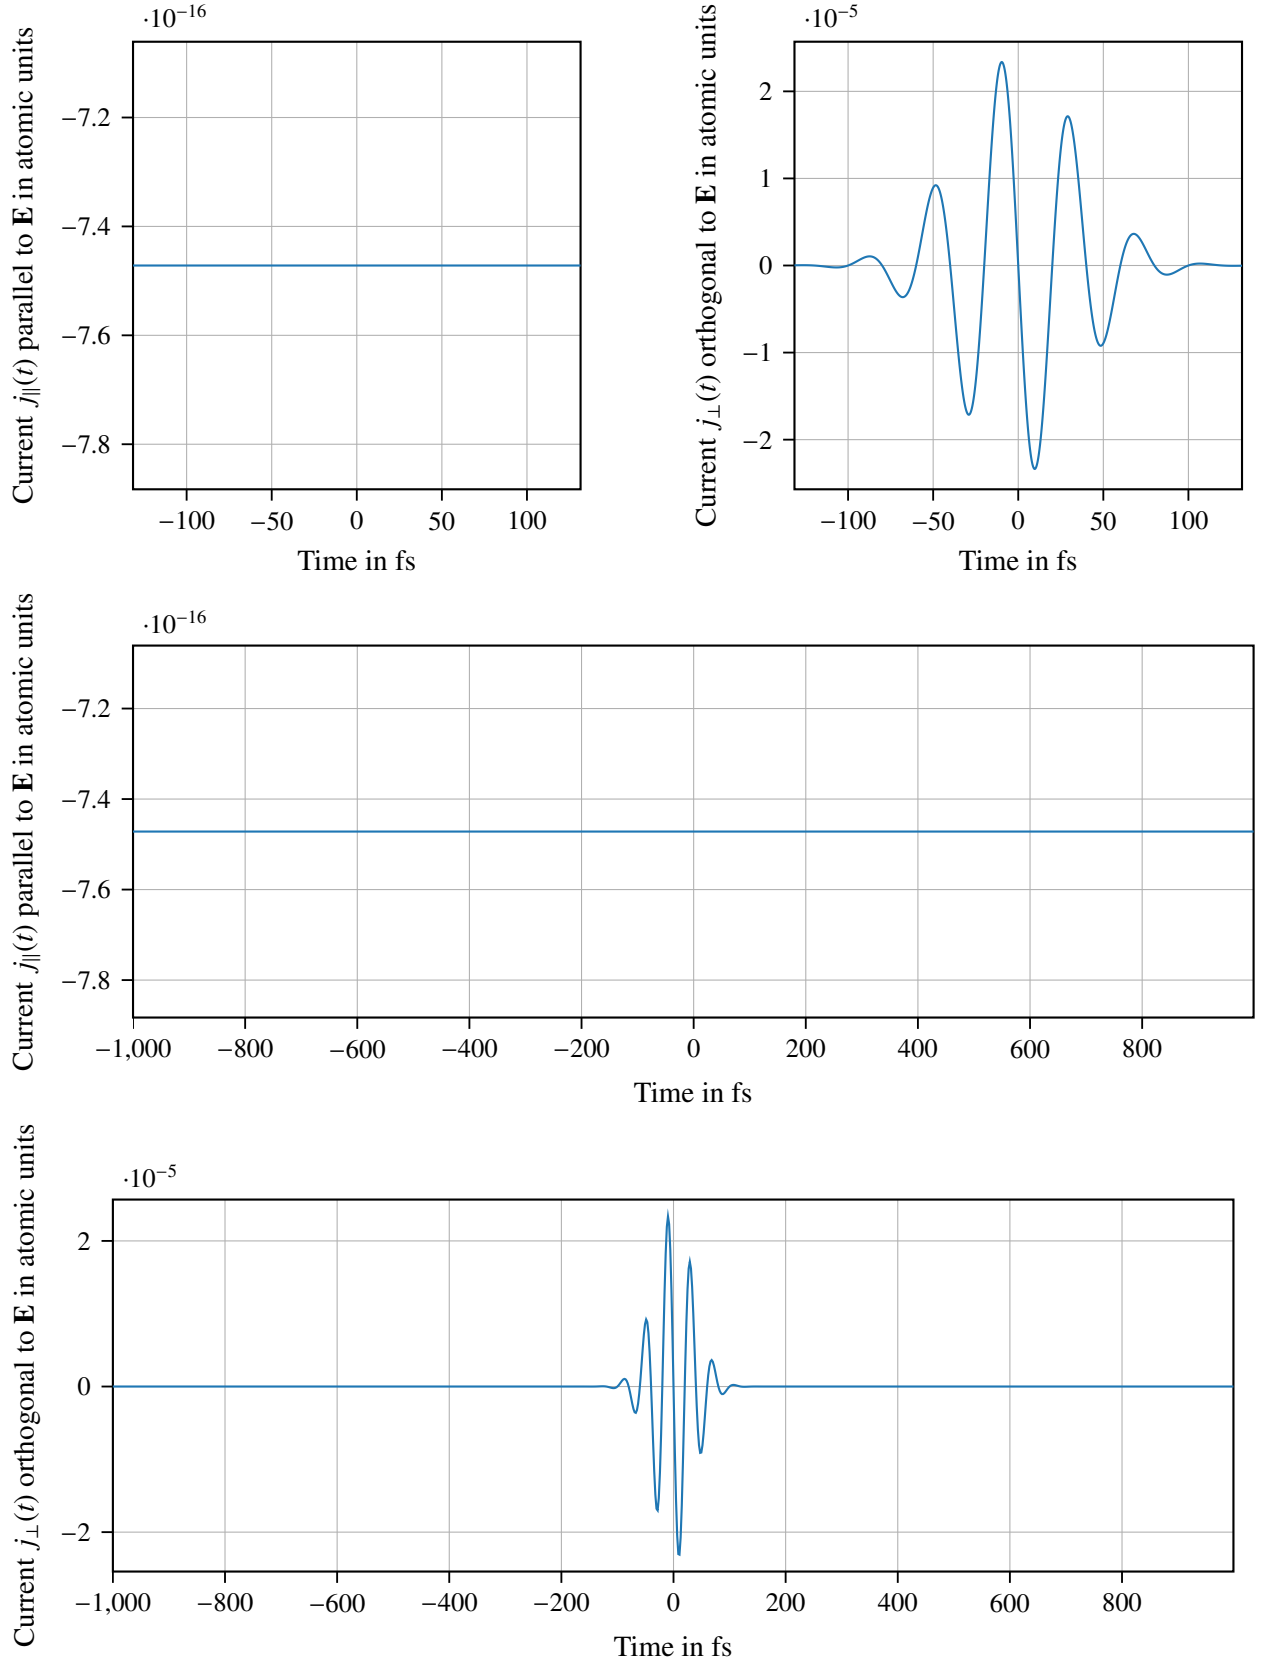 ·10⁻¹⁶
Current j∥(t) parallel to E in atomic units
−7.2
−7.4
−7.6
−7.8
−100 −50 0 50 100
Time in fs
·10⁻⁵
Current j⊥(t) orthogonal to E in atomic units
2
1
0
−1
−2
−100 −50 0 50 100
Time in fs
·10⁻¹⁶
Current j∥(t) parallel to E in atomic units
−7.2
−7.4
−7.6
−7.8
−1,000 −800 −600 −400 −200 0 200 400 600 800
Time in fs
·10⁻⁵
Current j⊥(t) orthogonal to E in atomic units
2
0
−2
−1,000 −800 −600 −400 −200 0 200 400 600 800
Time in fs